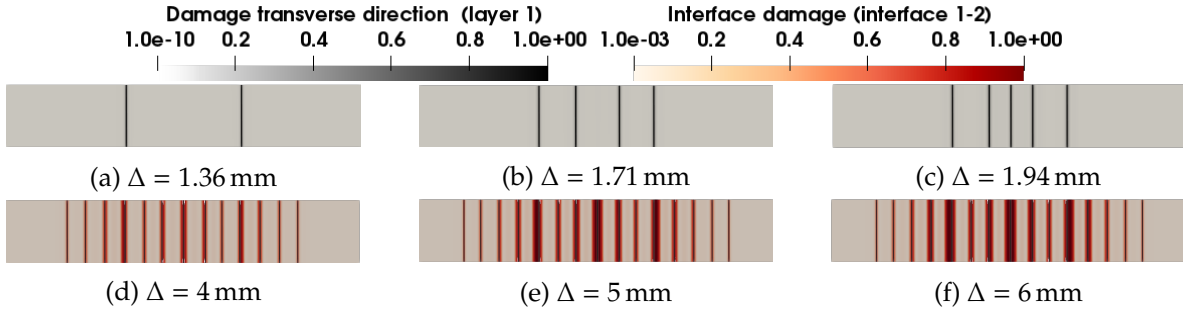 Damage transverse direction (layer 1) Interface damage (interface 1-2)
1.0e-10 0.2 0.4 0.6 0.8 1.0e+00 1.0e-03 0.2 0.4 0.6 0.8 1.0e+00
(a) Δ = 1.36 mm (b) Δ = 1.71 mm (c) Δ = 1.94 mm
(d) Δ = 4 mm (e) Δ = 5 mm (f) Δ = 6 mm